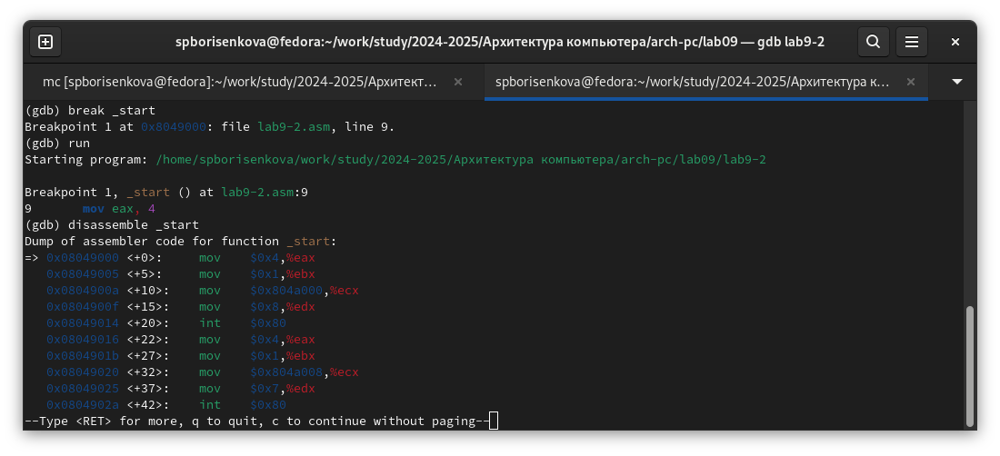 spborisenkova@fedora:~/work/study/2024-2025/Архитектура компьютера/arch-pc/lab09 — gdb lab9-2
mc [spborisenkova@fedora]:~/work/study/2024-2025/Архитект...
spborisenkova@fedora:~/work/study/2024-2025/Архитектура к...
(gdb) break _start
Breakpoint 1 at 0x8049000: file lab9-2.asm, line 9.
(gdb) run
Starting program: /home/spborisenkova/work/study/2024-2025/Архитектура компьютера/arch-pc/lab09/lab9-2
Breakpoint 1, _start () at lab9-2.asm:9
9       mov eax, 4
(gdb) disassemble _start
Dump of assembler code for function _start:
=> 0x08049000 <+0>:     mov    $0x4,%eax
   0x08049005 <+5>:     mov    $0x1,%ebx
   0x0804900a <+10>:    mov    $0x804a000,%ecx
   0x0804900f <+15>:    mov    $0x8,%edx
   0x08049014 <+20>:    int    $0x80
   0x08049016 <+22>:    mov    $0x4,%eax
   0x0804901b <+27>:    mov    $0x1,%ebx
   0x08049020 <+32>:    mov    $0x804a008,%ecx
   0x08049025 <+37>:    mov    $0x7,%edx
   0x0804902a <+42>:    int    $0x80
--Type <RET> for more, q to quit, c to continue without paging--